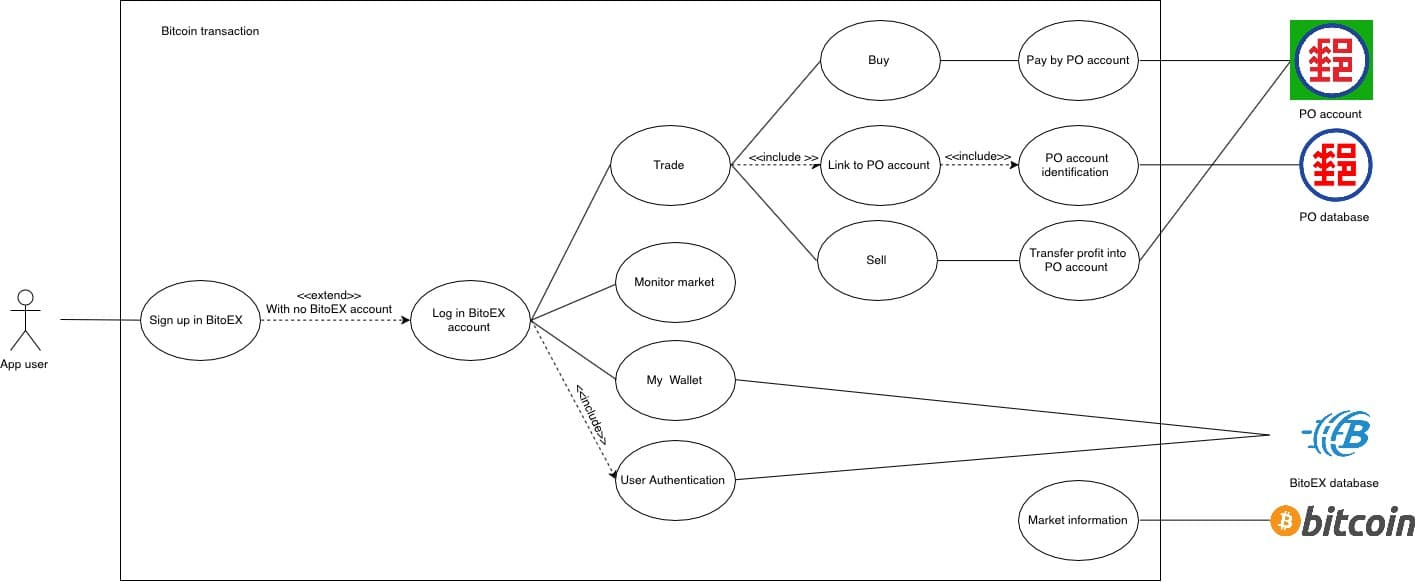 Bitcoin transaction
Buy
Pay by PO account
郵
PO account
Trade
<<include >>
Link to PO account
<<include>>
PO account
identification
郵
PO database
Sell
Transfer profit into
PO account
Monitor market
App user
Sign up in BitoEX
<<extend>>
With no BitoEX account
Log in BitoEX
account
My Wallet
<<include>>
User Authentication
B
BitoEX database
Market information
bitcoin